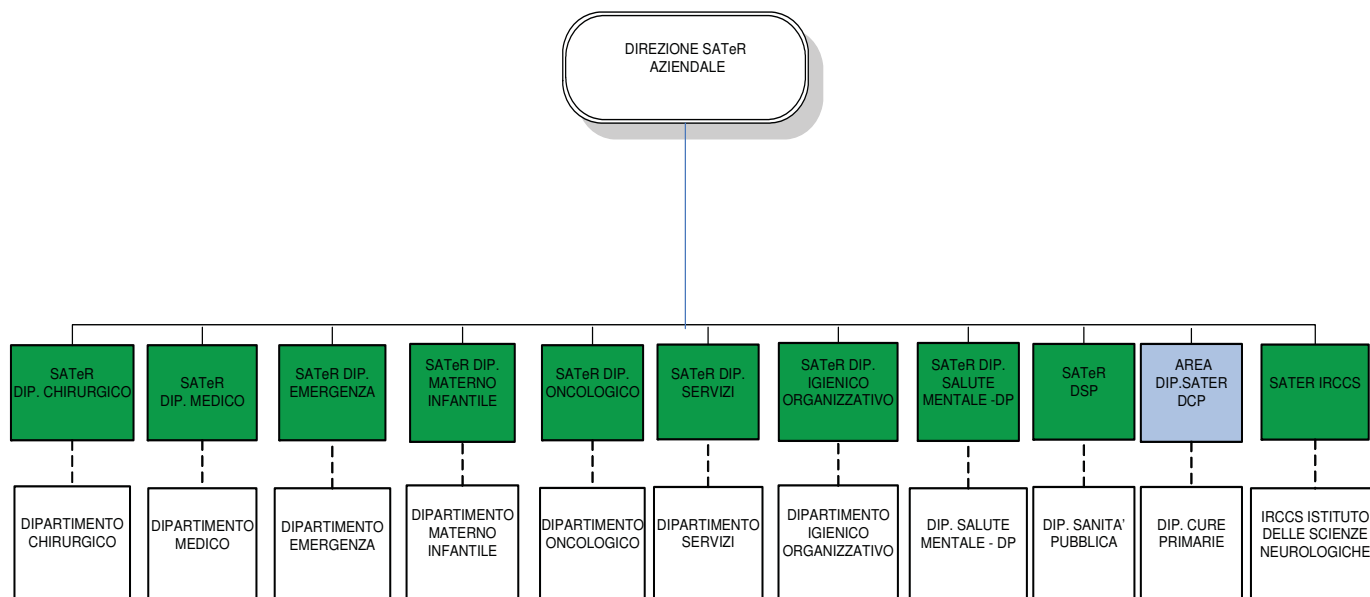 DIREZIONE SATeR
AZIENDALE
SATeR
DIP. CHIRURGICO
SATeR
DIP. MEDICO
SATeR DIP.
EMERGENZA
SATeR DIP.
MATERNO
INFANTILE
SATeR DIP.
ONCOLOGICO
SATeR DIP.
SERVIZI
SATeR DIP.
IGIENICO
ORGANIZZATIVO
SATeR DIP.
SALUTE
MENTALE -DP
SATeR
DSP
AREA
DIP.SATER
DCP
SATER IRCCS
DIPARTIMENTO
CHIRURGICO
DIPARTIMENTO
MEDICO
DIPARTIMENTO
EMERGENZA
DIPARTIMENTO
MATERNO
INFANTILE
DIPARTIMENTO
ONCOLOGICO
DIPARTIMENTO
SERVIZI
DIPARTIMENTO
IGIENICO
ORGANIZZATIVO
DIP. SALUTE
MENTALE - DP
DIP. SANITA'
PUBBLICA
DIP. CURE
PRIMARIE
IRCCS ISTITUTO
DELLE SCIENZE
NEUROLOGICHE